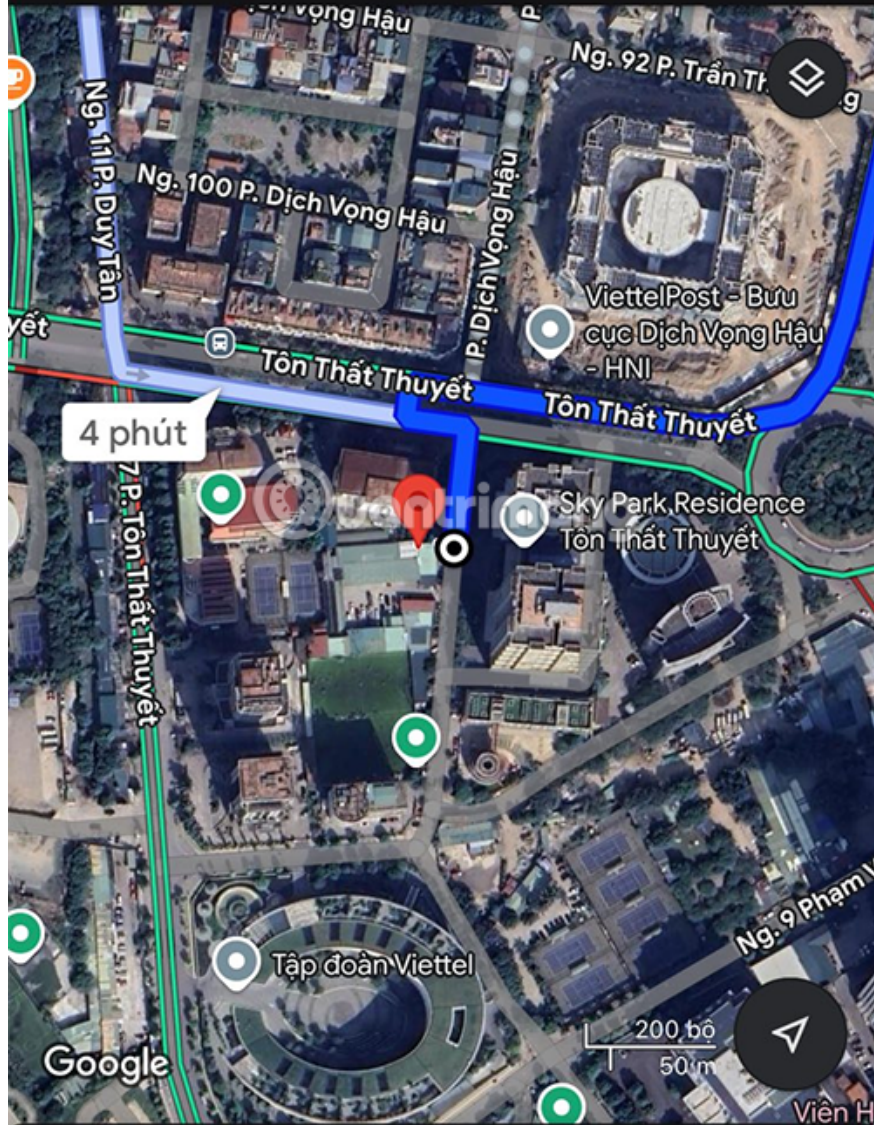 Vọng Hậu
P.
Ng. 92 P. Trần Th
g
Ng. 11 P. Duy Tân
Ng. 100 P. Dịch Vọng Hậu
P. Dịch Vọng Hậu
ViettelPost - Bưu
cục Dịch Vọng Hậu
- HNI
yết
Tôn Thất Thuyết
Tôn Thất Thuyết
4 phút
7 P. Tôn Thất Thuyết
Sky Park Residence
Tôn Thất Thuyết
Ng. 9 Phạm V
Tập đoàn Viettel
200 bộ
50 m
Google
Viện H